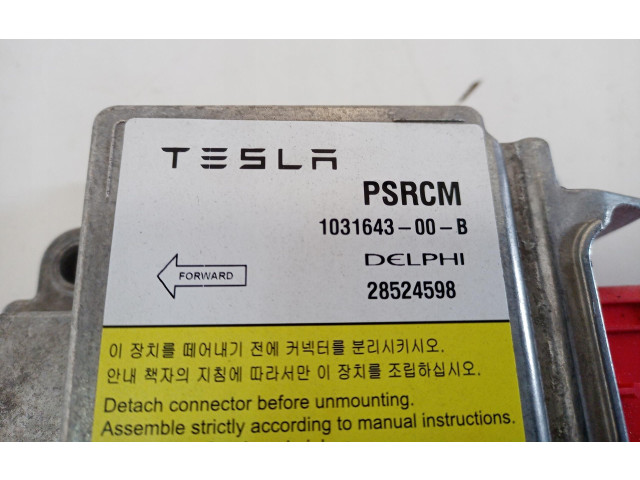 TESLA
PSRCM
1031643-00-B
DELPHI
FORWARD
28524598
이 장치를 떼어내기 전에 커넥터를 분리시키시오.
안내 책자의 지침에 따라서만 이 장치를 조립하십시오.
Detach connector before unmounting.
Assemble strictly according to manual instructions.